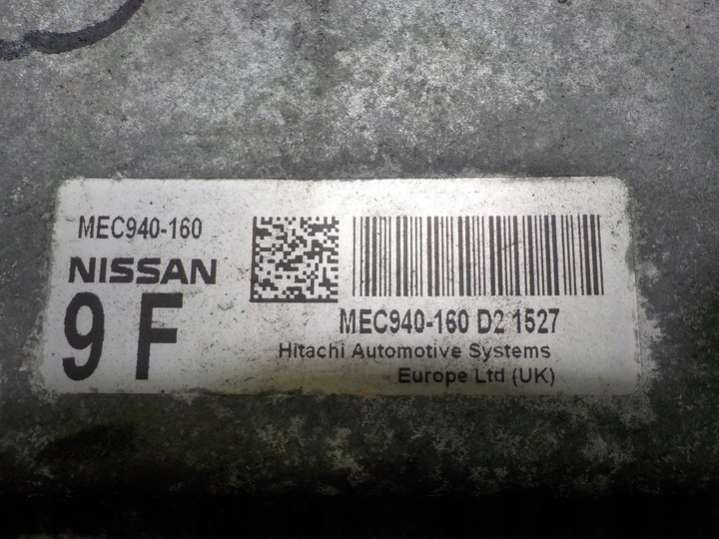 MEC940-160
NISSAN
9 F
MEC940-160 D2 1527
Hitachi Automotive Systems
Europe Ltd (UK)